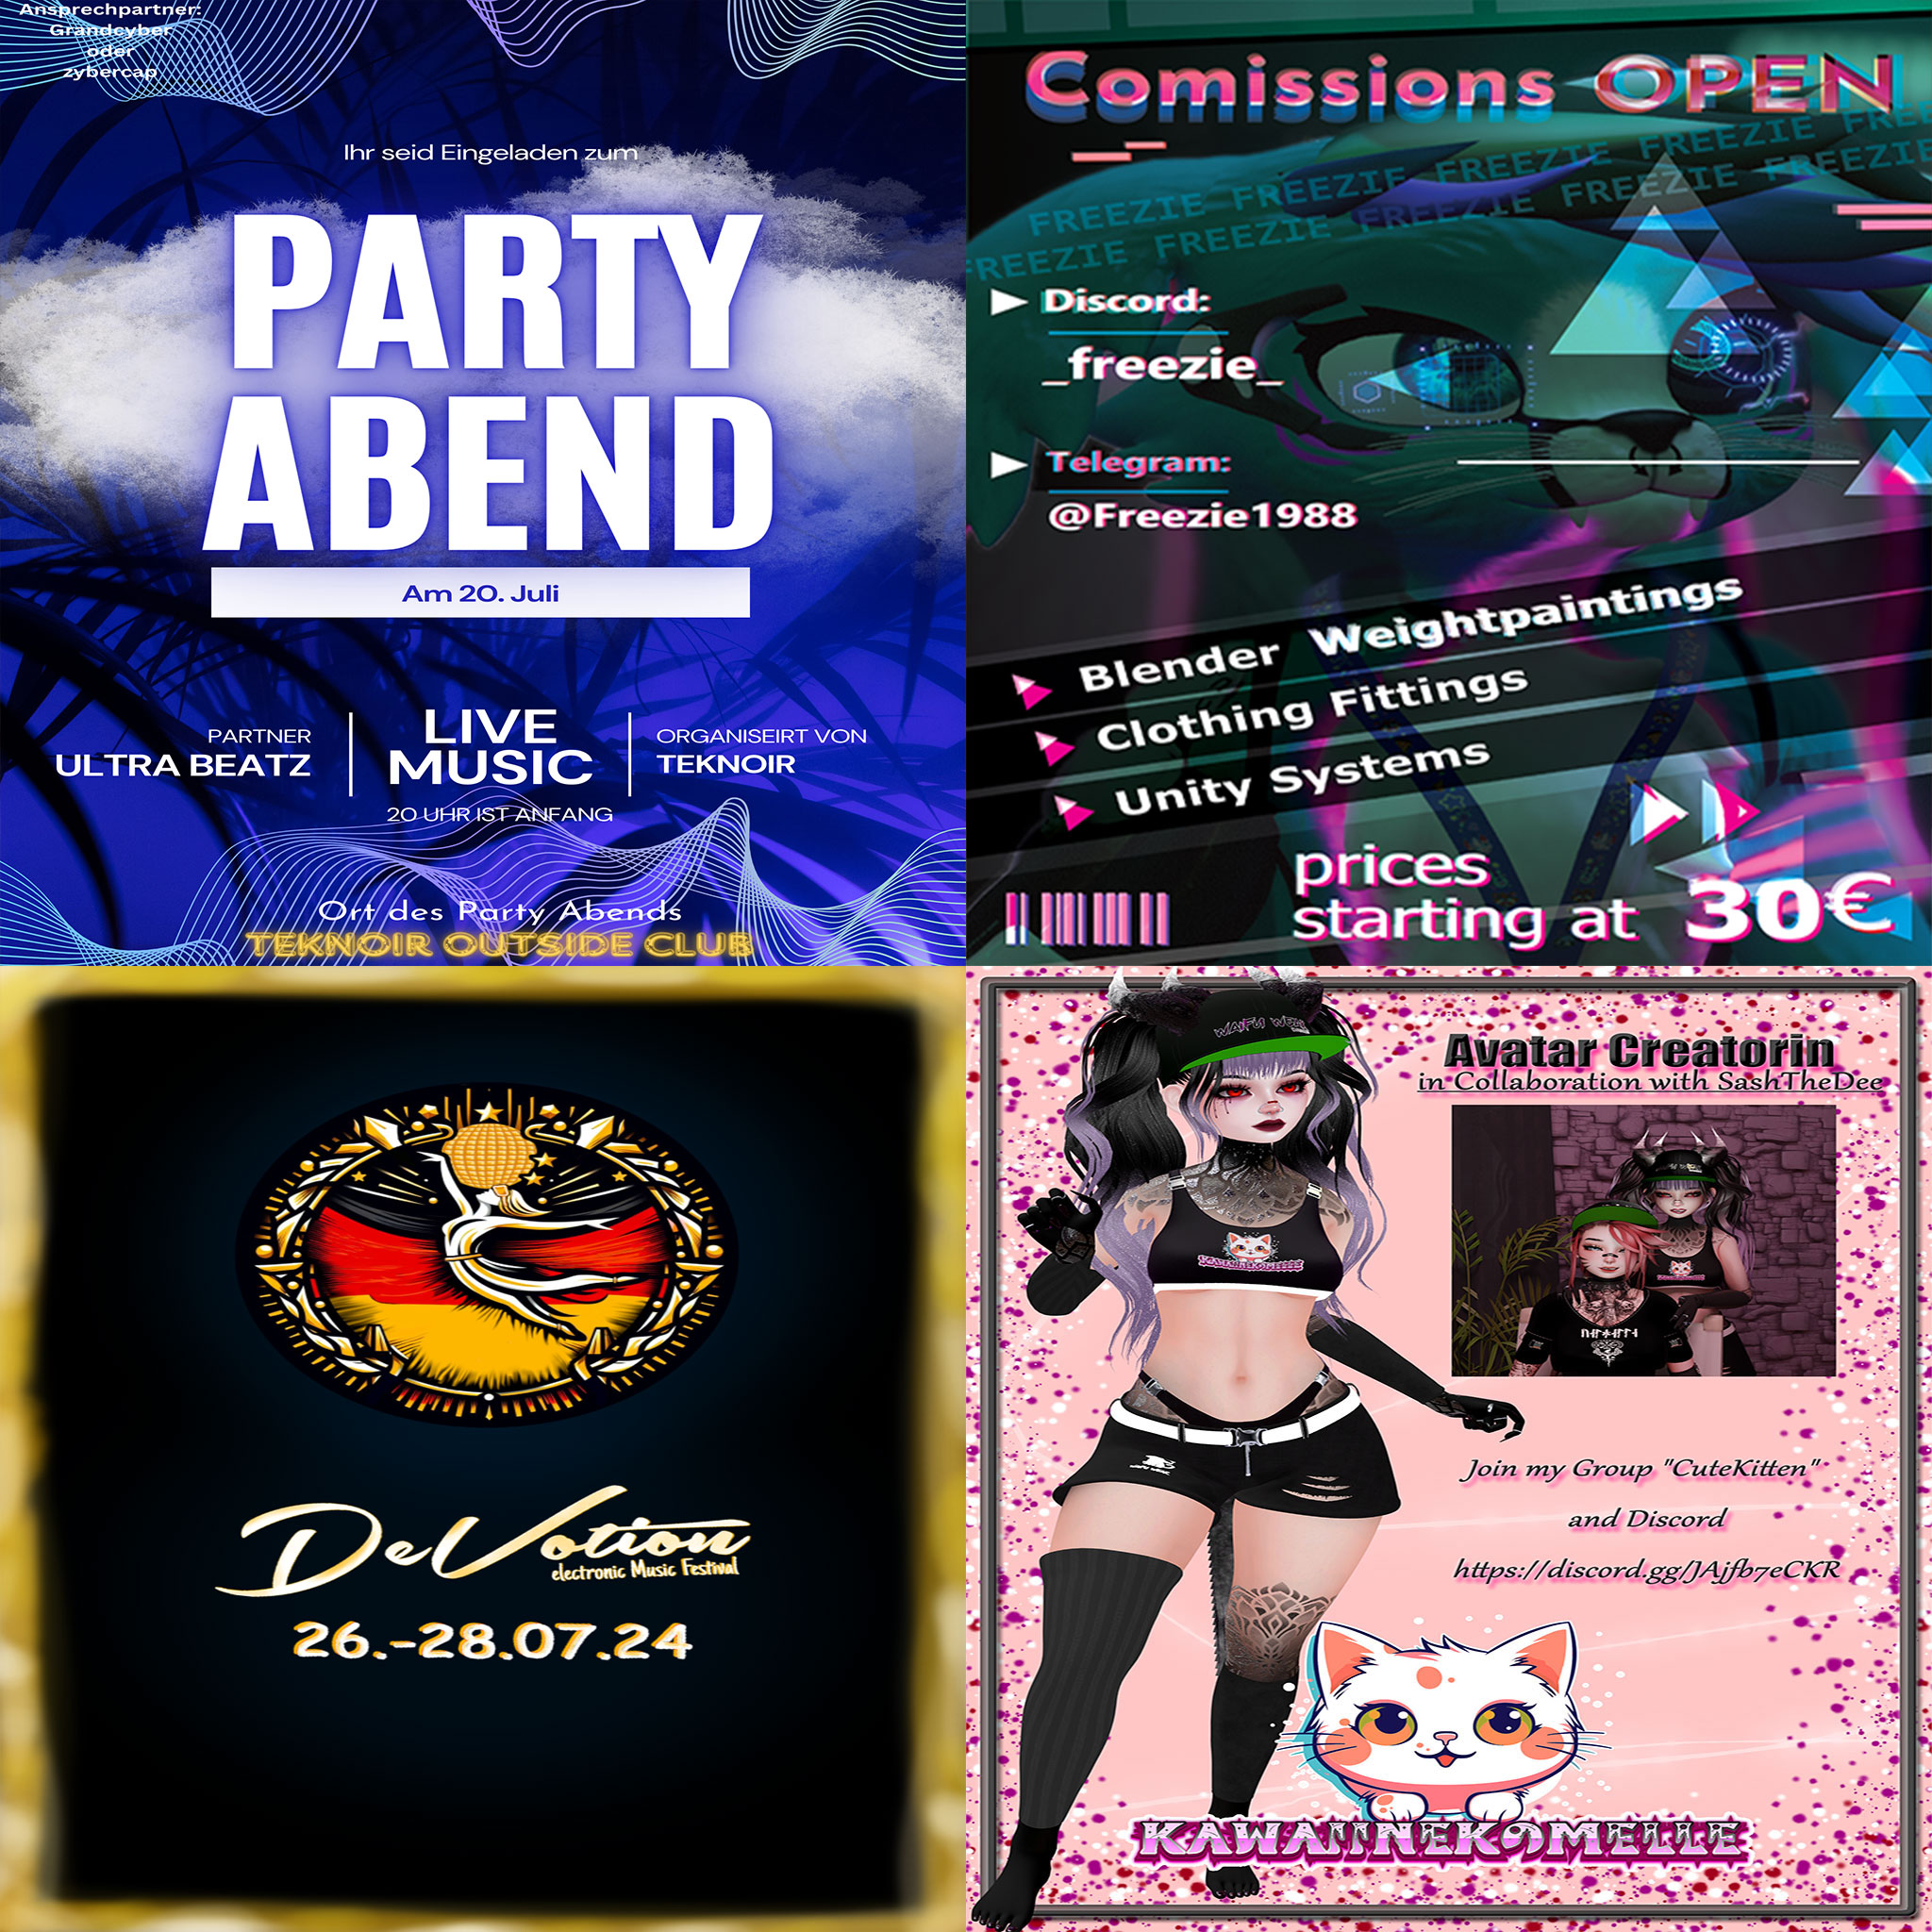 Ansprechpartner:
Grandcyber
oder
zybercap
Ihr seid Eingeladen zum
PARTY
ABEND
Am 20. Juli
PARTNER
ULTRA BEATZ
LIVE
MUSIC
20 UHR IST ANFANG
ORGANISEIRT VON
TEKNOIR
Ort des Party Abends
TEKNOIR OUTSIDE CLUB
Comissions OPEN
FREEZIE FREEZIE FREEZIE FREEZIE FREE
FREEZIE FREEZIE FREEZIE FREEZIE FREEZIE
Discord:
_freezie_
Telegram:
@Freezie1988
Blender Weightpaintings
Clothing Fittings
Unity Systems
prices
starting at 30€
DeVotion
electronic Music Festival
26.-28.07.24
Avatar Creatorin
in Collaboration with SashTheDee
WAIFU
KAWAIINEKOMELLE
Join my Group "CuteKitten"
and Discord
https://discord.gg/JAjfb7eCKR
KAWAIINEKOMELLE